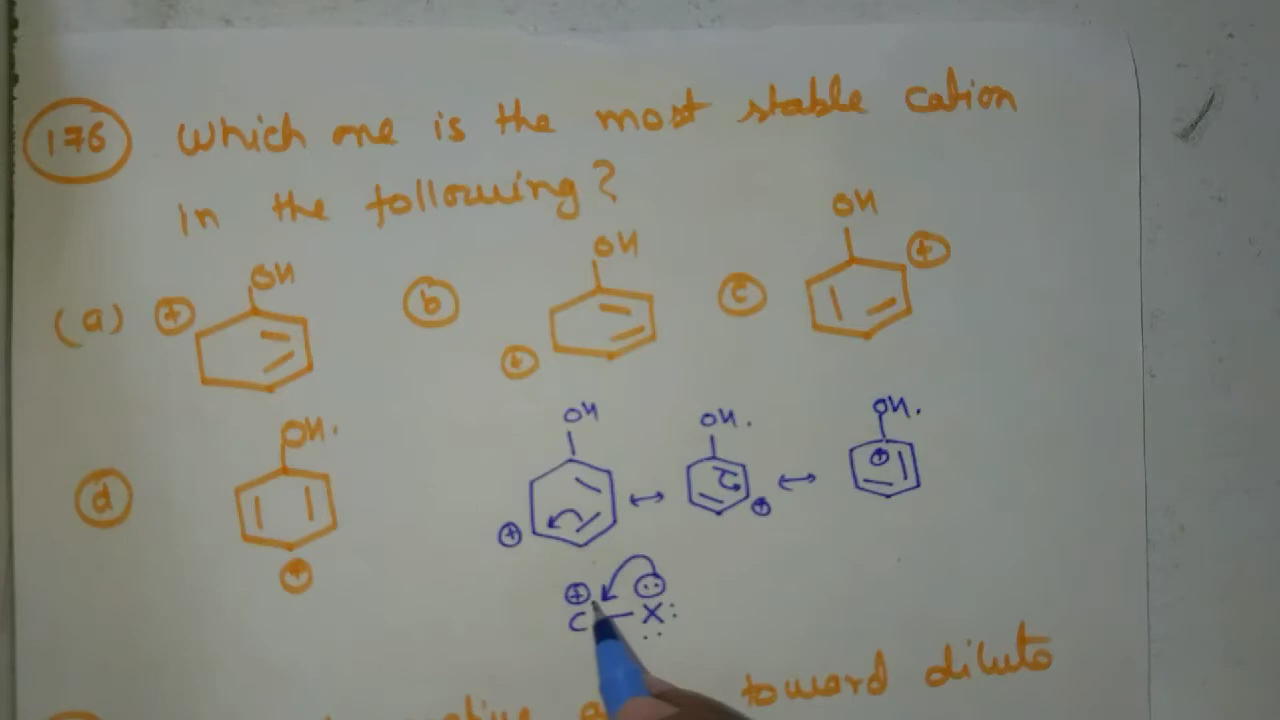 176 Which one is the most stable cation
in the following?
(a) + OH
b + OH
c OH +
d OH. +
+ OH ↔ OH. + ↔ OH. +
+ ..
C — X :
..
toward dilute